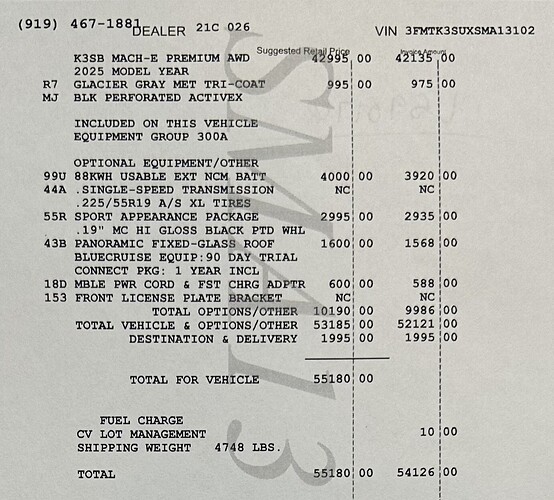 (919) 467-1881 DEALER 21C 026 VIN 3FMTK3SUXSMA13102
Suggested Retail Price Invoice Amount
K3SB MACH-E PREMIUM AWD 42995 00 42135 00
2025 MODEL YEAR
R7 GLACIER GRAY MET TRI-COAT 995 00 975 00
MJ BLK PERFORATED ACTIVEX
INCLUDED ON THIS VEHICLE
EQUIPMENT GROUP 300A
OPTIONAL EQUIPMENT/OTHER
99U 88KWH USABLE EXT NCM BATT 4000 00 3920 00
44A .SINGLE-SPEED TRANSMISSION NC NC
.225/55R19 A/S XL TIRES
55R SPORT APPEARANCE PACKAGE 2995 00 2935 00
.19" MC HI GLOSS BLACK PTD WHL
43B PANORAMIC FIXED-GLASS ROOF 1600 00 1568 00
BLUECRUISE EQUIP:90 DAY TRIAL
CONNECT PKG: 1 YEAR INCL
18D MBLE PWR CORD & FST CHRG ADPTR 600 00 588 00
153 FRONT LICENSE PLATE BRACKET NC NC
TOTAL OPTIONS/OTHER 10190 00 9986 00
TOTAL VEHICLE & OPTIONS/OTHER 53185 00 52121 00
DESTINATION & DELIVERY 1995 00 1995 00
TOTAL FOR VEHICLE 55180 00
FUEL CHARGE
CV LOT MANAGEMENT 10 00
SHIPPING WEIGHT 4748 LBS.
TOTAL 55180 00 54126 00
SMA13